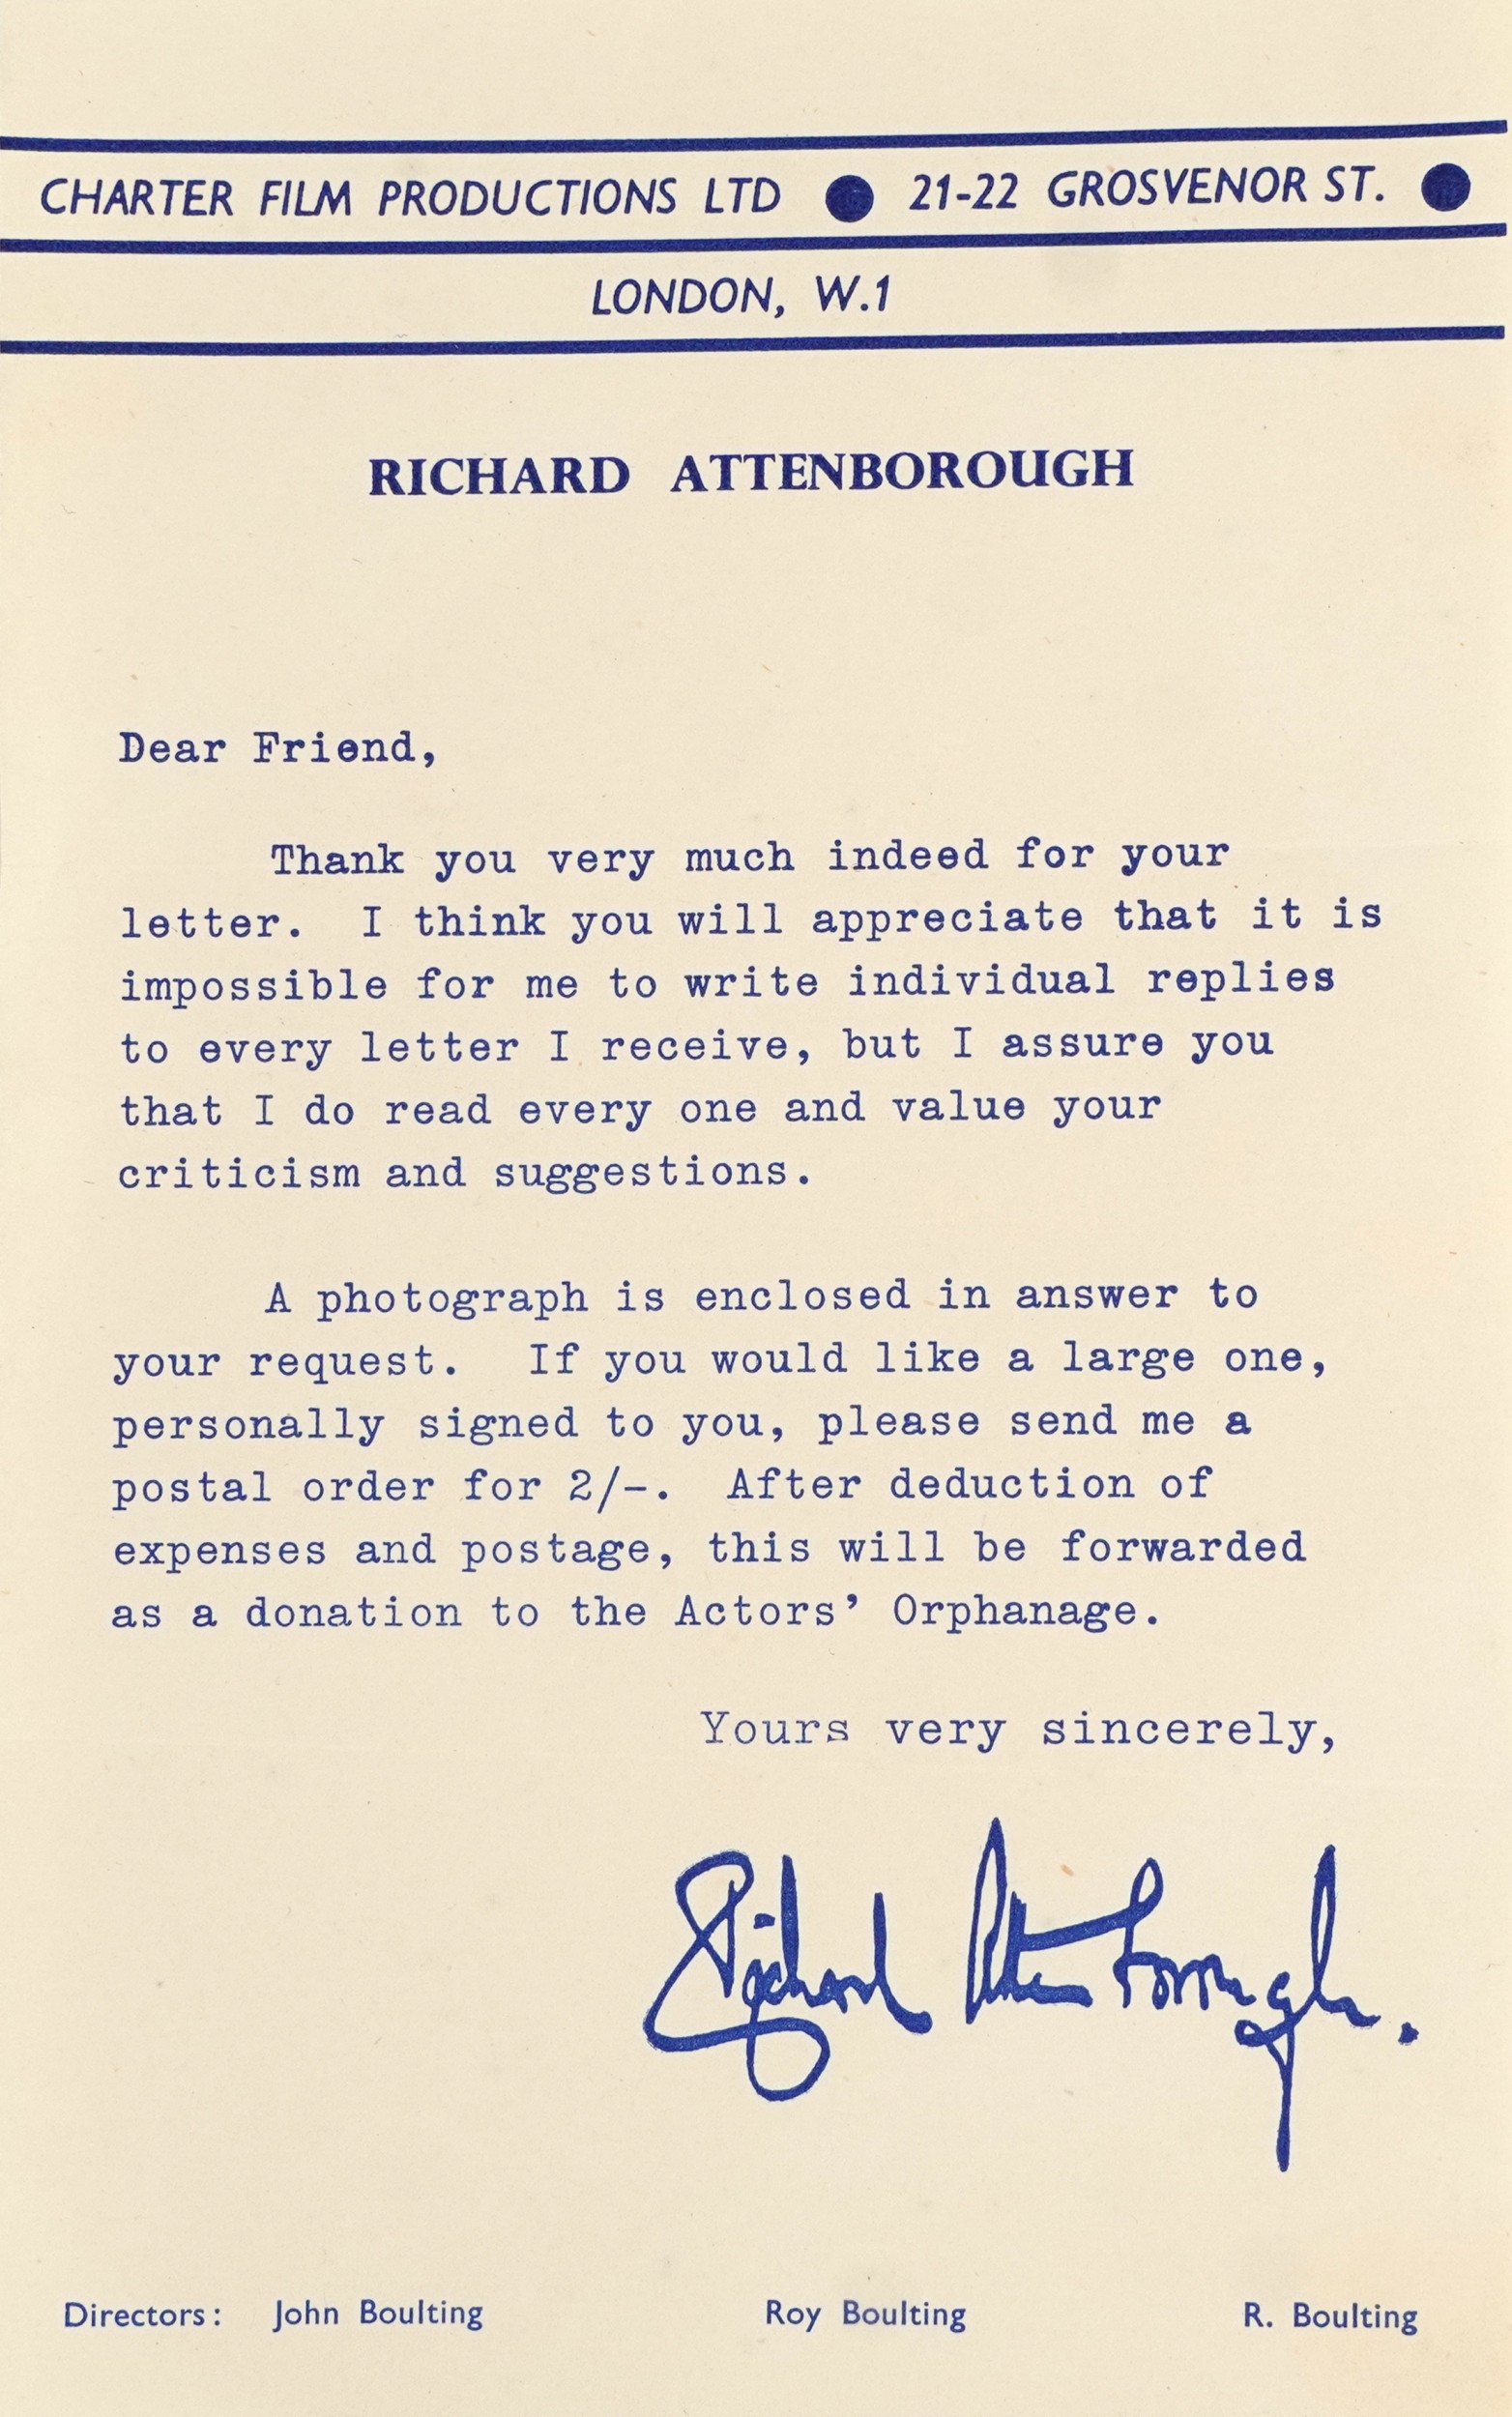 CHARTER FILM PRODUCTIONS LTD ● 21-22 GROSVENOR ST. ●
LONDON, W.1
RICHARD ATTENBOROUGH
Dear Friend,
Thank you very much indeed for your
letter. I think you will appreciate that it is
impossible for me to write individual replies
to every letter I receive, but I assure you
that I do read every one and value your
criticism and suggestions.
A photograph is enclosed in answer to
your request. If you would like a large one,
personally signed to you, please send me a
postal order for 2/-. After deduction of
expenses and postage, this will be forwarded
as a donation to the Actors' Orphanage.
Yours very sincerely,
Richard Attenborough.
Directors: John Boulting Roy Boulting R. Boulting